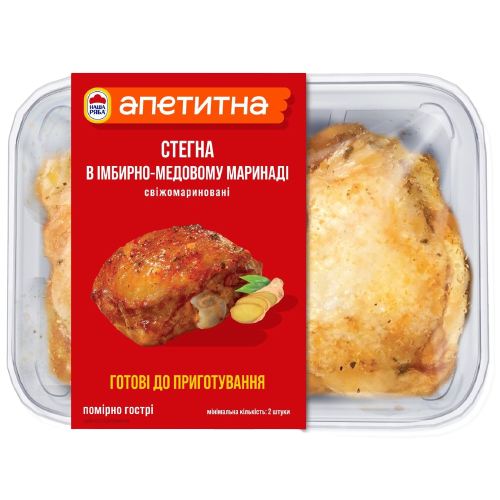 НАША
РЯБА
апетитна
СТЕГНА
В ІМБИРНО-МЕДОВОМУ МАРИНАДІ
свіжомариновані
ГОТОВІ ДО ПРИГОТУВАННЯ
помірно гострі
мінімальна кількість: 2 штуки